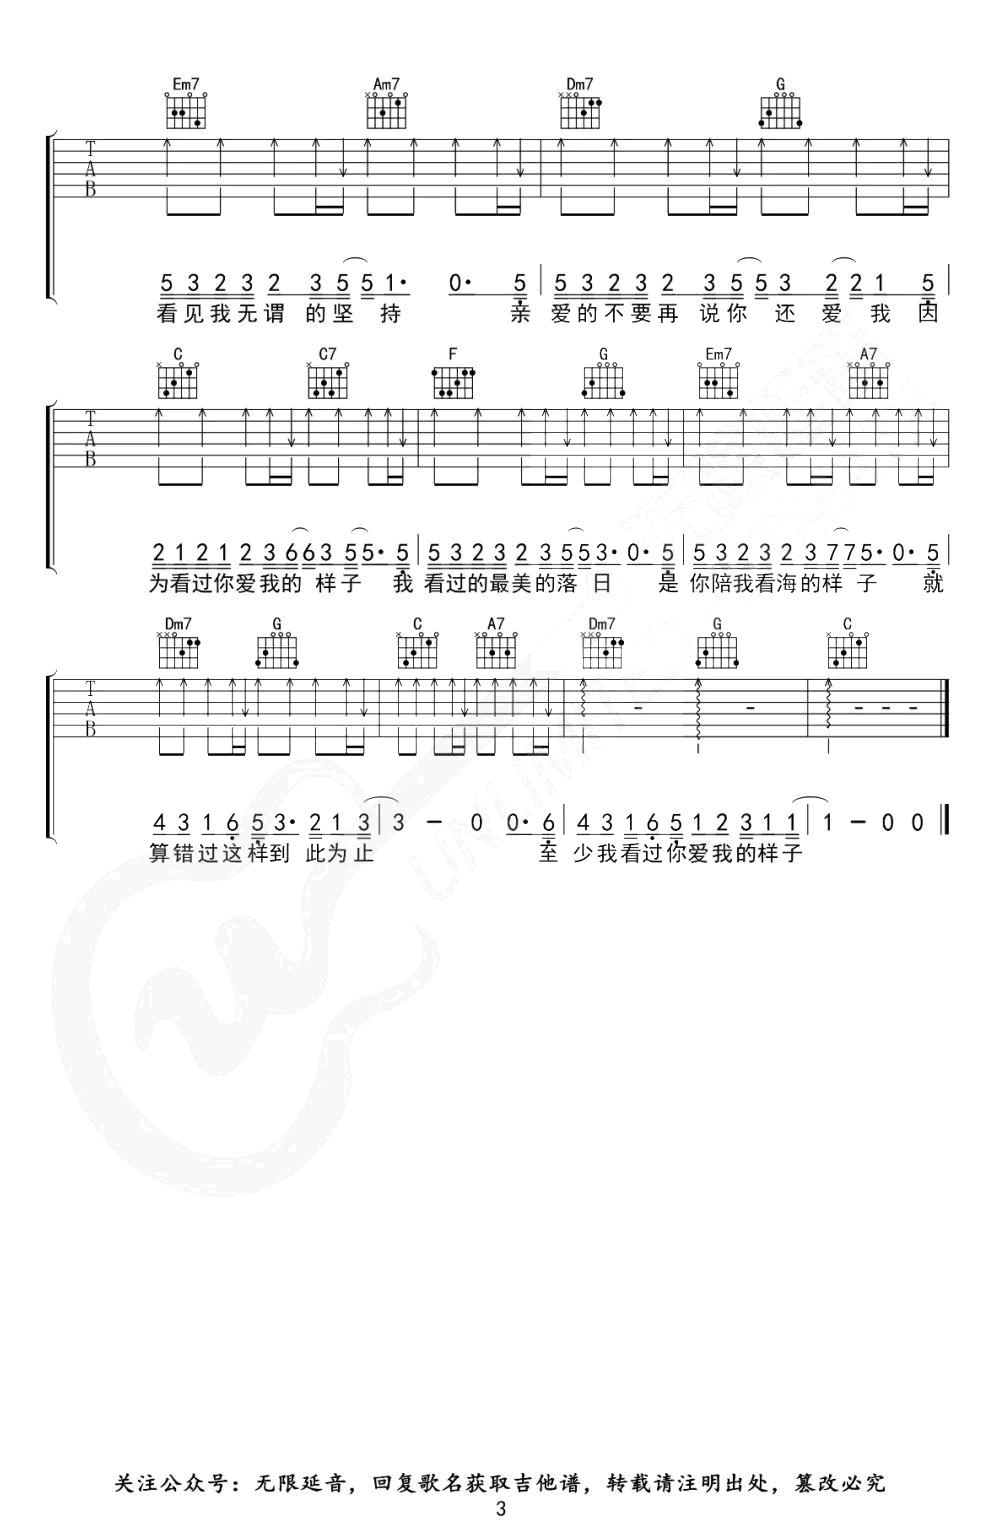 Em7 Am7 Dm7 G
T
A
B
5 3 2 3 2 3 5 5 1· 0· 5 | 5 3 2 3 2 3 5 5 3 2 2 1 5
看见我无谓的坚持 亲爱的不要再说你还爱我因
C C7 F G Em7 A7
T
A
B
2 1 2 1 2 3 6 6 3 5 5· 5 | 5 3 2 3 2 3 5 5 3· 0· 5 | 5 3 2 3 2 3 7 7 5· 0· 5
为看过你爱我的样子我看过的最美的落日是你陪我看海的样子就
Dm7 G C A7 Dm7 G C
T
A
B
4 3 1 6 5 3· 2 1 3 | 3 - 0 0· 6 | 4 3 1 6 5 1 2 3 1 1 | 1 - 0 0
算错过这样到此为止 至少我看过你爱我的样子
关注公众号：无限延音，回复歌名获取吉他谱，转载请注明出处，篡改必究
3